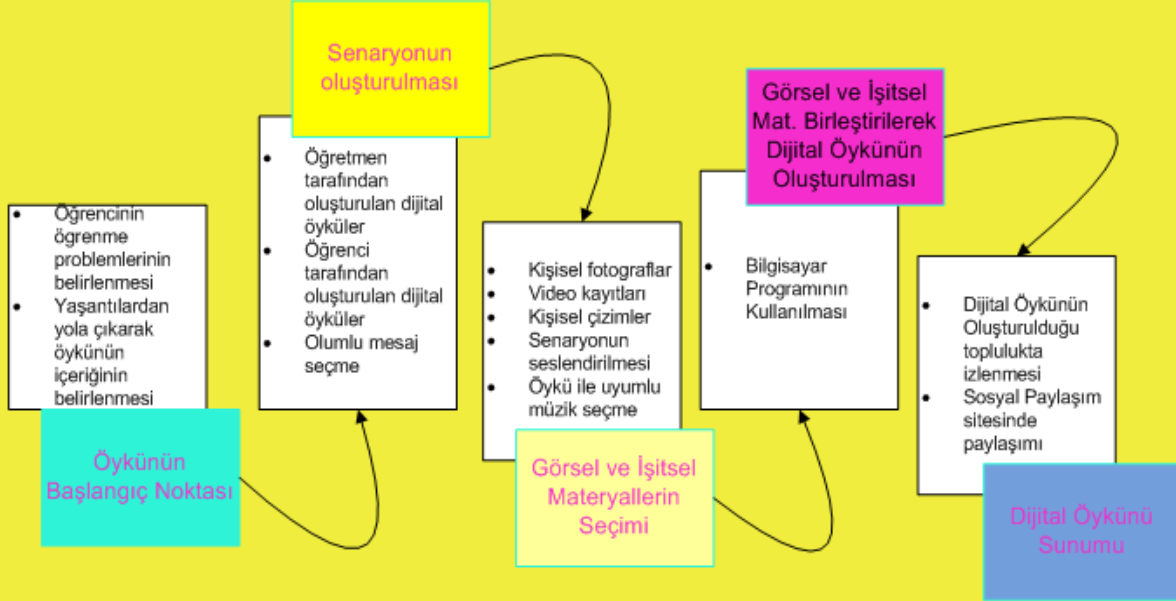 Öğrencinin
ögrenme
problemlerinin
belirlenmesi
Yaşantılardan
yola çıkarak
öykünün
içeriğinin
belirlenmesi
Öykünün
Başlangıç Noktası
Senaryonun
oluşturulması
Öğretmen
tarafından
oluşturulan dijital
öyküler
Öğrenci
tarafından
oluşturulan dijital
öyküler
Olumlu mesaj
seçme
Kişisel fotograflar
Video kayıtları
Kişisel çizimler
Senaryonun
seslendirilmesi
Öykü ile uyumlu
müzik seçme
Görsel ve İşitsel
Materyallerin
Seçimi
Görsel ve İşitsel
Mat. Birleştirilerek
Dijital Öykünün
Oluşturulması
Bilgisayar
Programının
Kullanılması
Dijital Öykünün
Oluşturulduğu
toplulukta
izlenmesi
Sosyal Paylaşım
sitesinde
paylaşımı
Dijital Öykünü
Sunumu